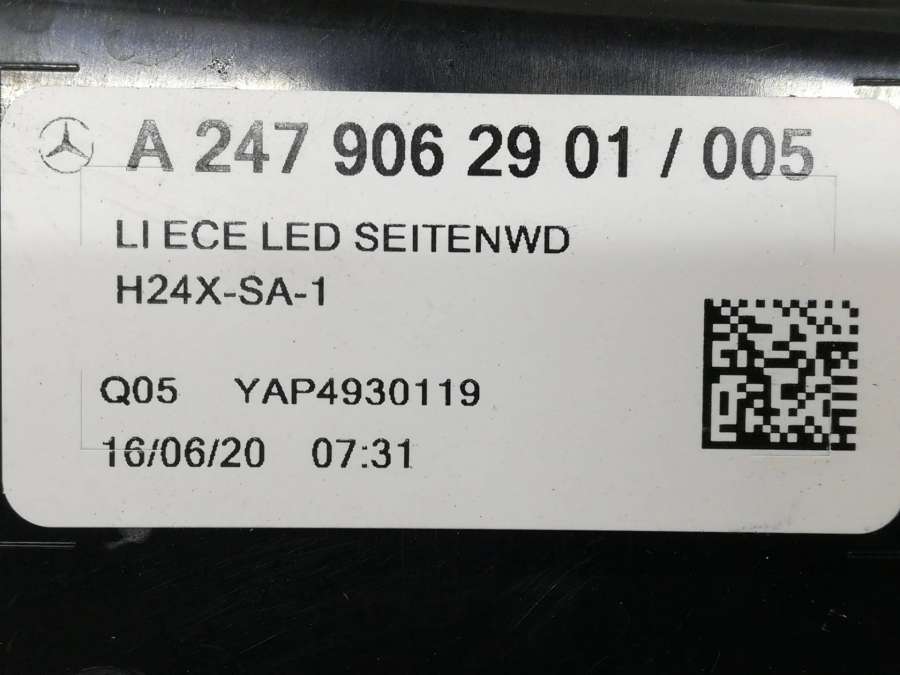 A 247 906 29 01 / 005
LI ECE LED SEITENWD
H24X-SA-1
Q05 YAP4930119
16/06/20 07:31